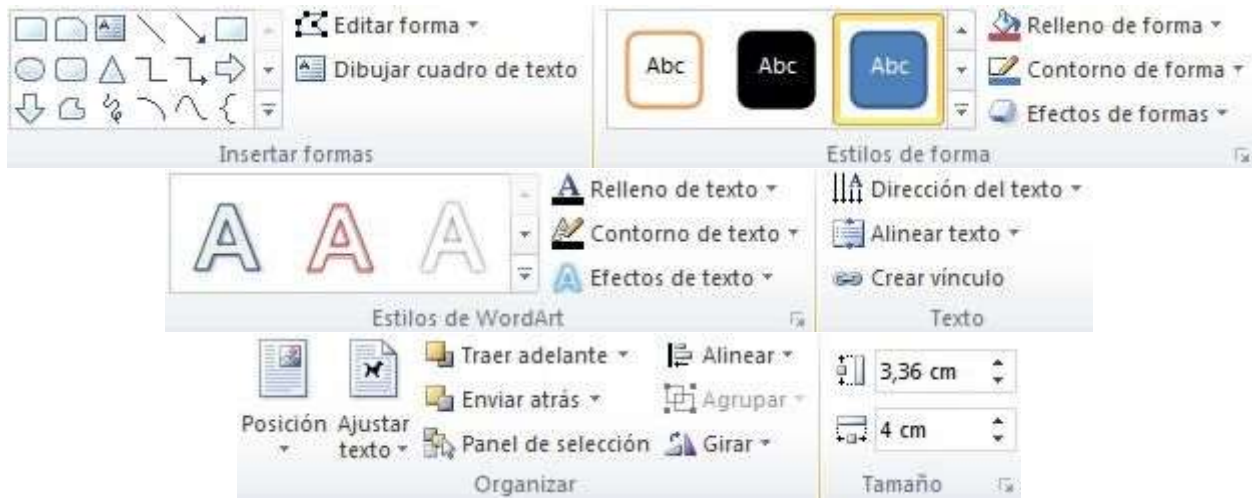 Editar forma
Dibujar cuadro de texto
Insertar formas
Abc Abc Abc
Relleno de forma
Contorno de forma
Efectos de formas
Estilos de forma
A A A
Relleno de texto
Contorno de texto
Efectos de texto
Estilos de WordArt
Dirección del texto
Alinear texto
Crear vínculo
Texto
Posición
Ajustar texto
Traer adelante
Enviar atrás
Panel de selección
Alinear
Agrupar
Girar
Organizar
3,36 cm
4 cm
Tamaño